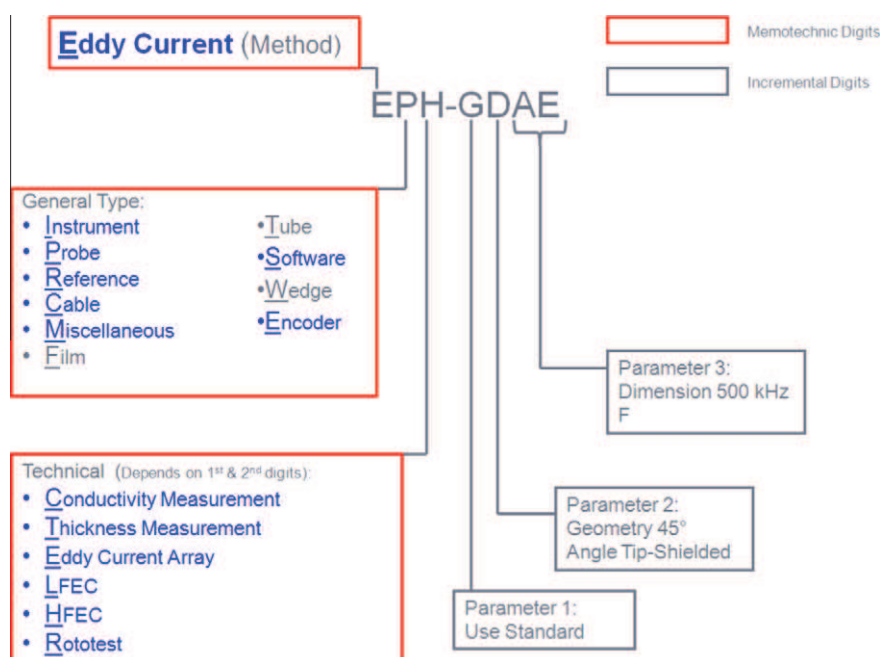 Eddy Current (Method)
Memotechnic Digits
Incremental Digits
EPH-GDAE
General Type:
• Instrument
• Probe
• Reference
• Cable
• Miscellaneous
• Film
•Tube
•Software
•Wedge
•Encoder
Parameter 3:
Dimension 500 kHz
F
Technical (Depends on 1st & 2nd digits):
• Conductivity Measurement
• Thickness Measurement
• Eddy Current Array
• LFEC
• HFEC
• Rototest
Parameter 2:
Geometry 45°
Angle Tip-Shielded
Parameter 1:
Use Standard